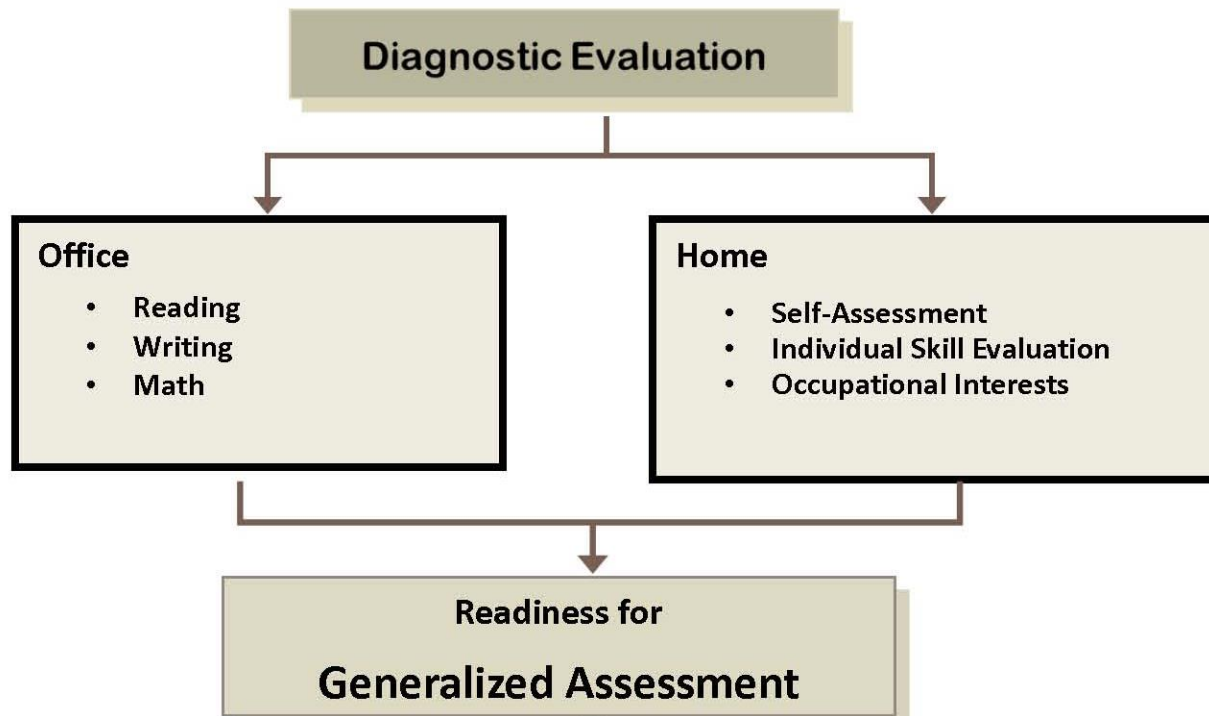 Diagnostic Evaluation
Office
• Reading
• Writing
• Math
Home
• Self-Assessment
• Individual Skill Evaluation
• Occupational Interests
Readiness for
Generalized Assessment